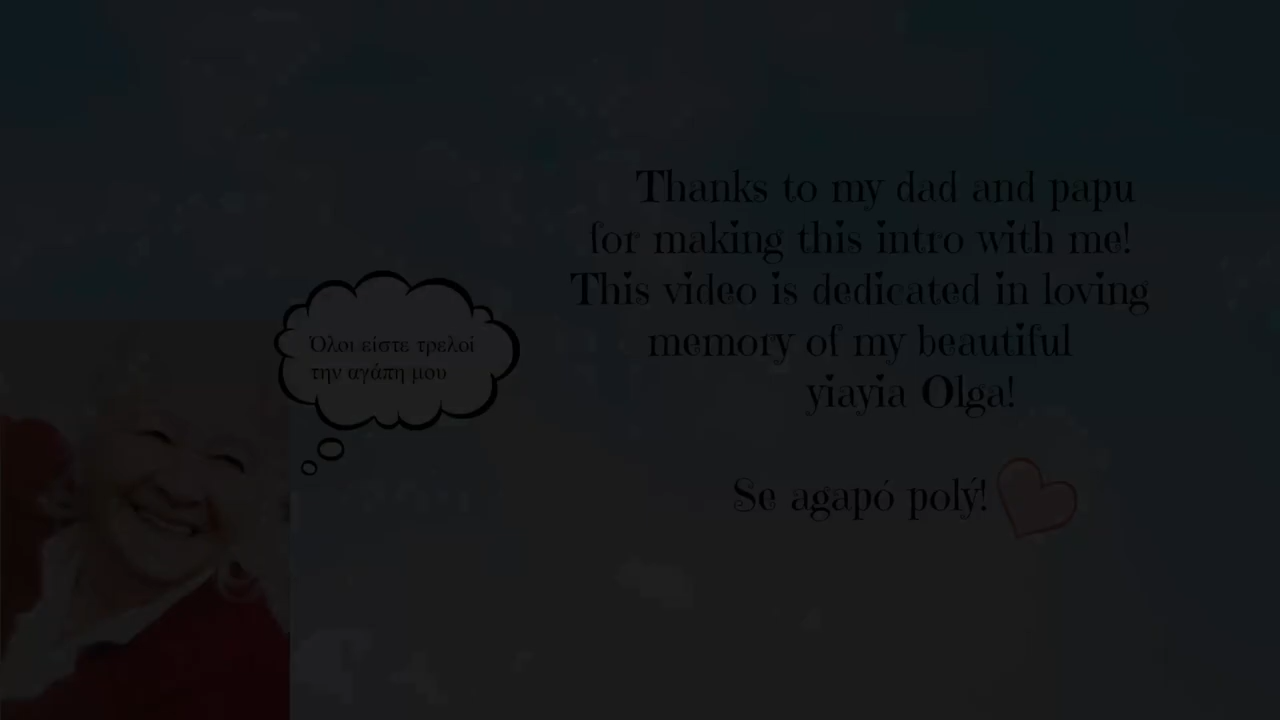 Thanks to my dad and papu
for making this intro with me!
This video is dedicated in loving
memory of my beautiful
yiayia Olga!
Se agapó polý!
Όλοι είστε τρελοί
την αγάπη μου